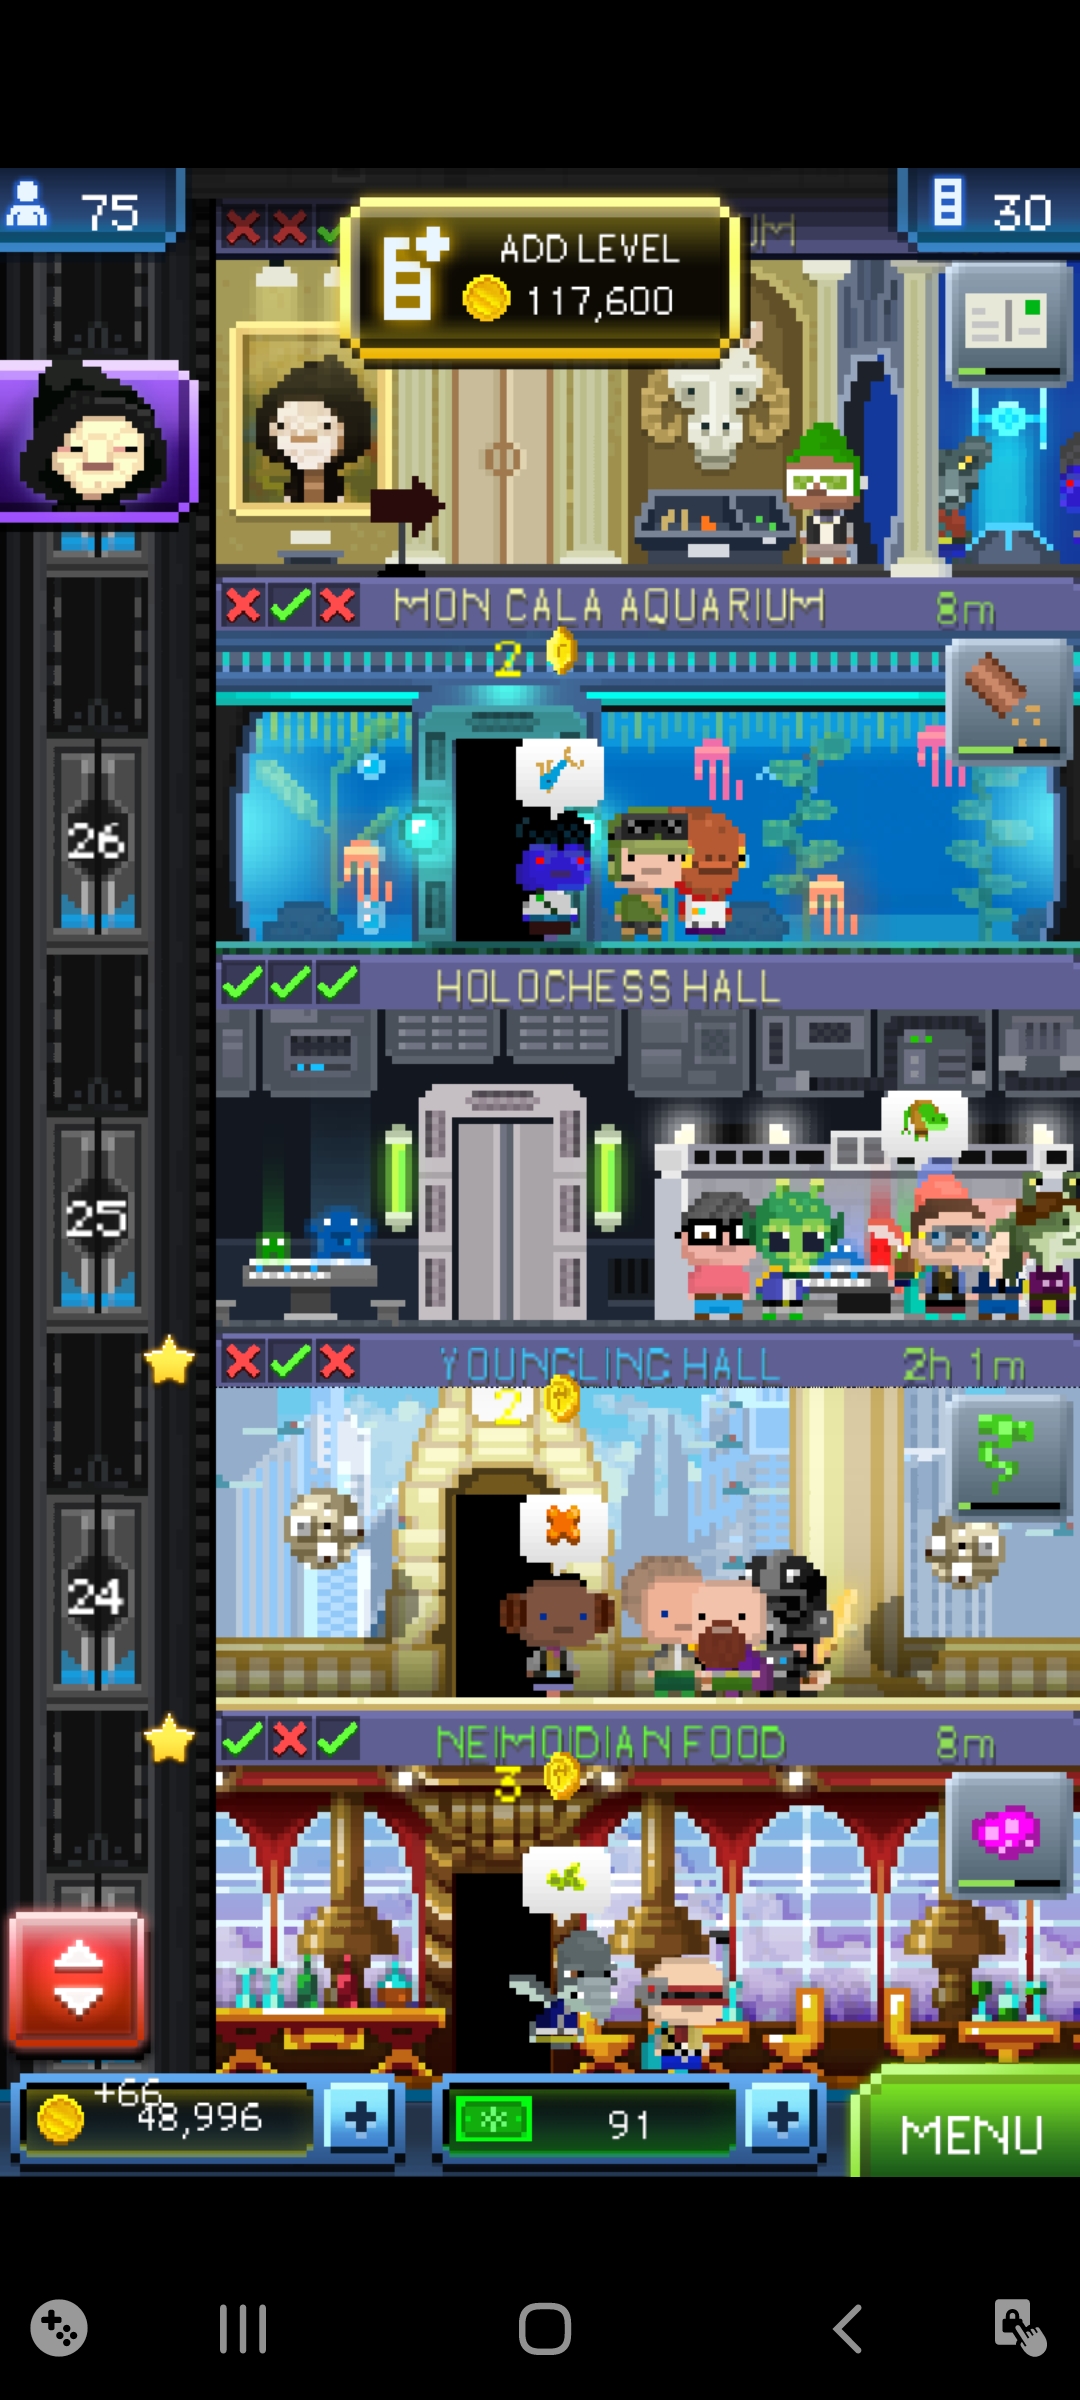 75
ADD LEVEL
117,600
30
UM
MON CALA AQUARIUM
8m
2
26
HOLOCHESS HALL
25
YOUNGLING HALL
2h 1m
2
24
NEIMOIDIAN FOOD
8m
3
+66
48,996
91
MENU